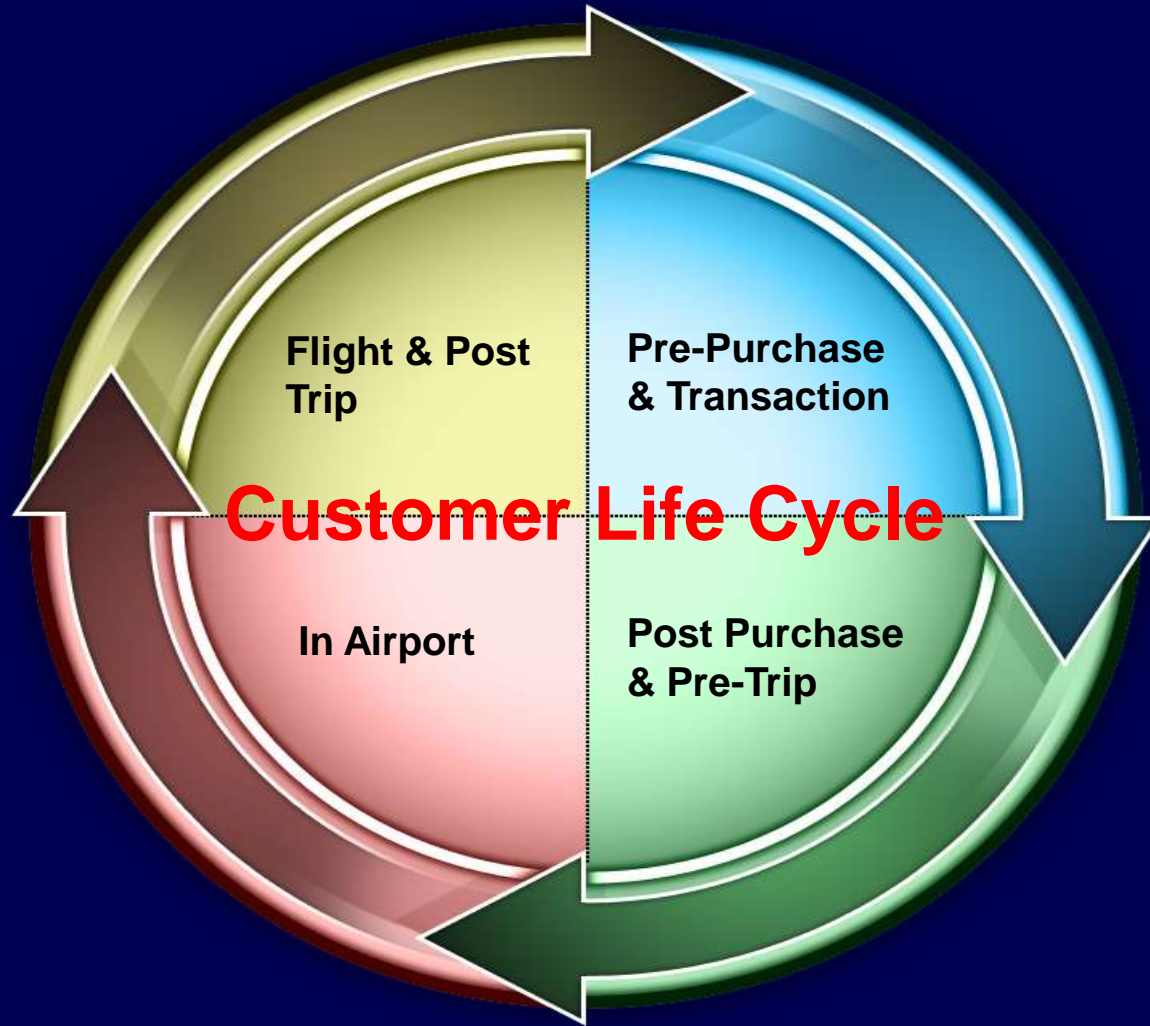 Flight & Post
Trip
Pre-Purchase
& Transaction
Customer Life Cycle
In Airport
Post Purchase
& Pre-Trip